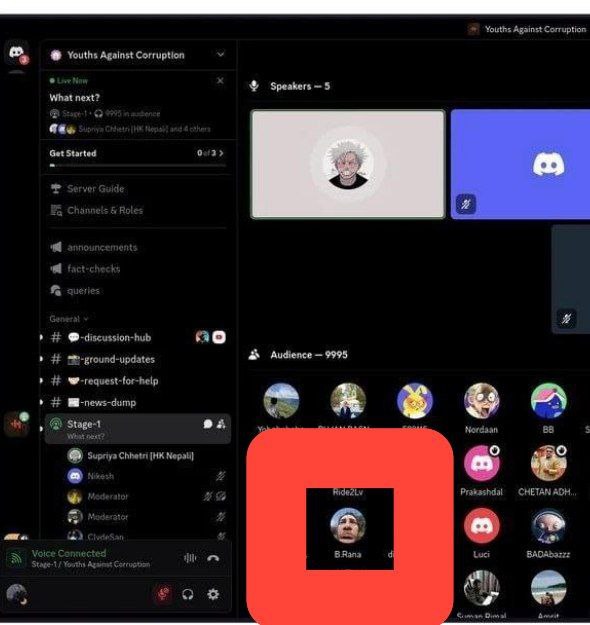 Youths Against Corruption
3
Youths Against Corruption
Live Now
What next?
Stage-1 • 9995 in audience
Supriya Chhetri [HK Nepali] and 4 others
Get Started
0 of 3 >
Server Guide
Channels & Roles
announcements
fact-checks
queries
General
# 💬-discussion-hub
# 📸-ground-updates
# 🤝-request-for-help
# 📰-news-dump
Stage-1
What next?
Supriya Chhetri [HK Nepali]
Nikesh
Moderator
Moderator
ClydeSan
Voice Connected
Stage-1 / Youths Against Corruption
Speakers — 5
Audience — 9995
Nordaan
BB
S
Ride2Lv
Prakashdal
CHETAN ADH...
B.Rana
di
Luci
BADAbazzz
Suman Rimal
Amrit